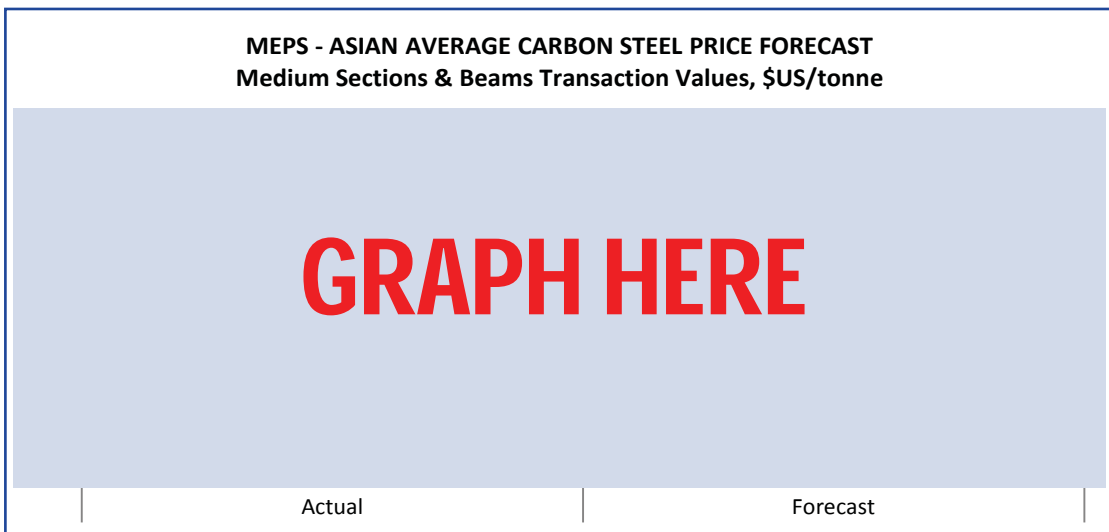 MEPS - ASIAN AVERAGE CARBON STEEL PRICE FORECAST
Medium Sections & Beams Transaction Values, $US/tonne
GRAPH HERE
Actual
Forecast